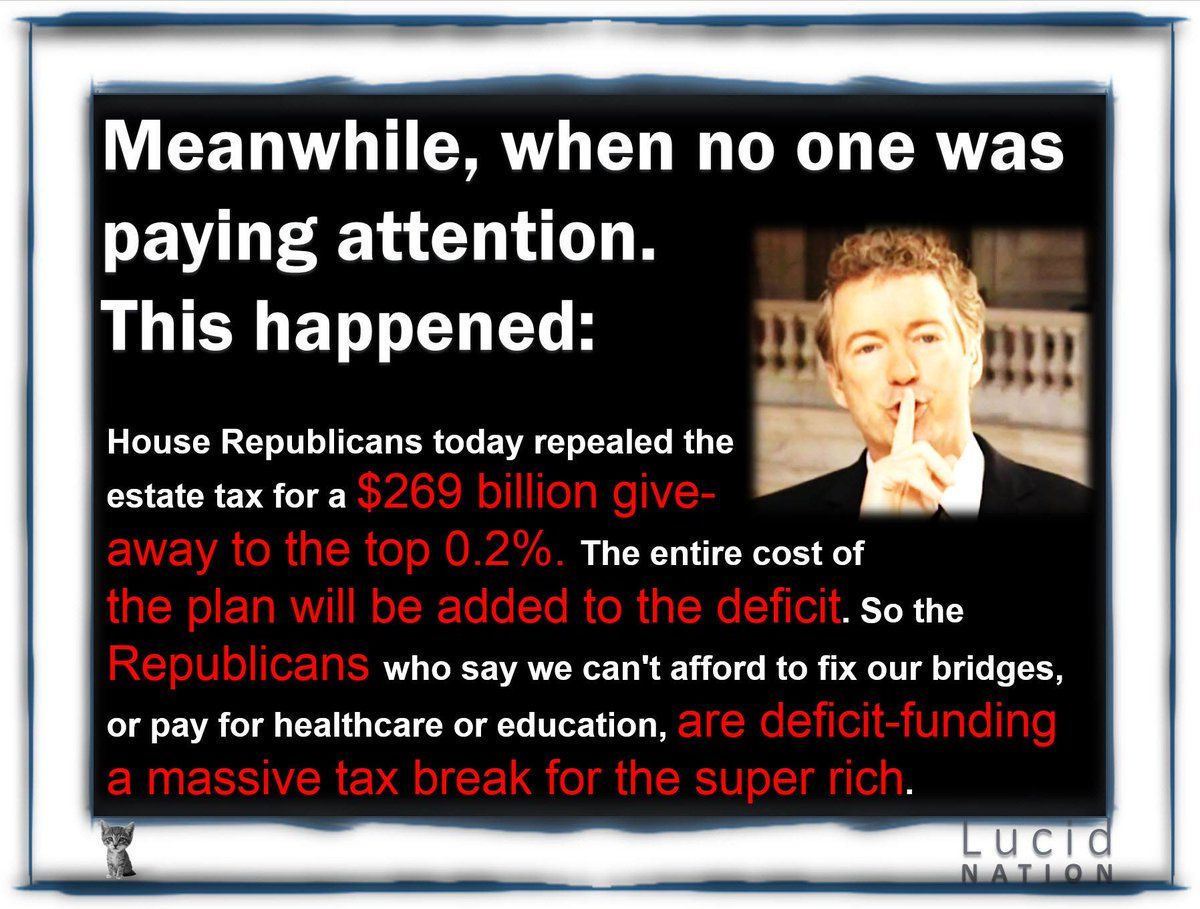 Meanwhile, when no one was
paying attention.
This happened:
House Republicans today repealed the
estate tax for a $269 billion give-
away to the top 0.2%. The entire cost of
the plan will be added to the deficit. So the
Republicans who say we can't afford to fix our bridges,
or pay for healthcare or education, are deficit-funding
a massive tax break for the super rich.
Lucid
NATION